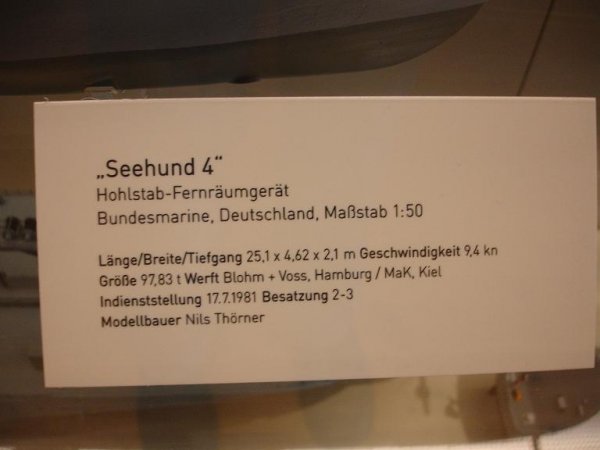 „Seehund 4“
Hohlstab-Fernräumgerät
Bundesmarine, Deutschland, Maßstab 1:50
Länge/Breite/Tiefgang 25,1 x 4,62 x 2,1 m Geschwindigkeit 9,4 kn
Größe 97,83 t Werft Blohm + Voss, Hamburg / MaK, Kiel
Indienststellung 17.7.1981 Besatzung 2-3
Modellbauer Nils Thörner